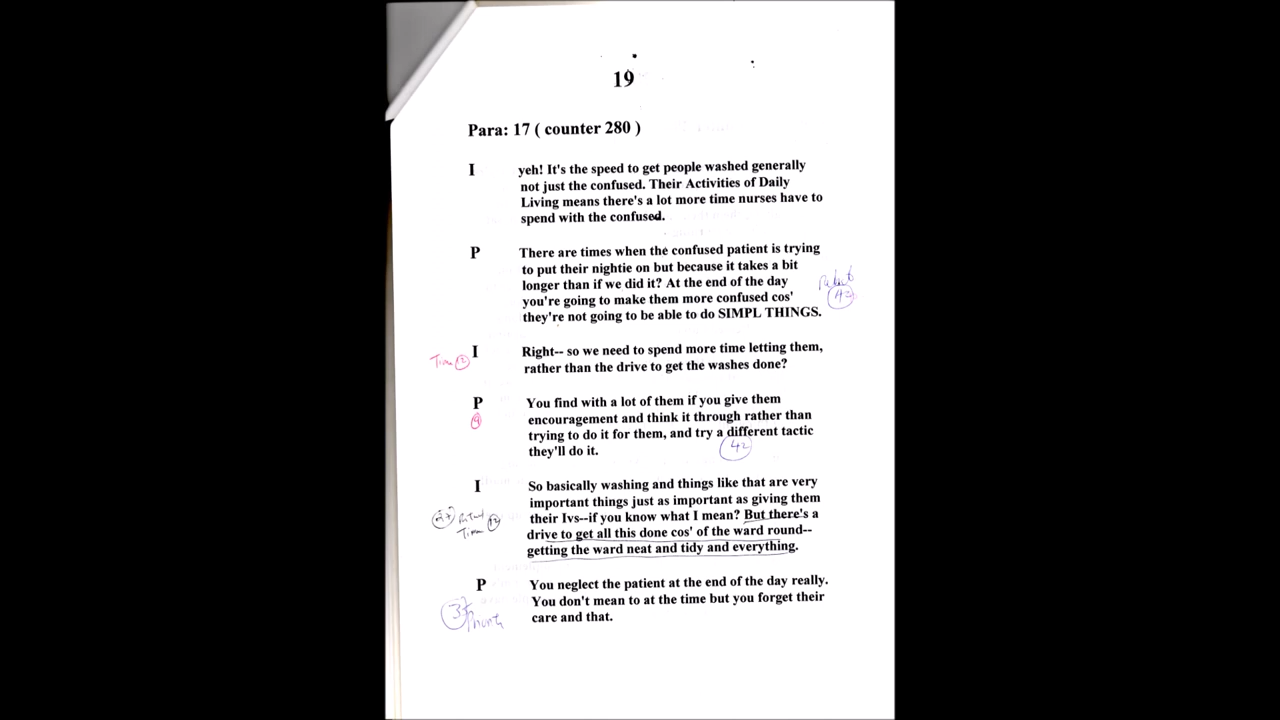 19
Para: 17 ( counter 280 )
I yeh! It's the speed to get people washed generally
not just the confused. Their Activities of Daily
Living means there's a lot more time nurses have to
spend with the confused.
P There are times when the confused patient is trying
to put their nightie on but because it takes a bit
longer than if we did it? At the end of the day
you're going to make them more confused cos'
they're not going to be able to do SIMPL THINGS.
42
Time 12
I Right-- so we need to spend more time letting them,
rather than the drive to get the washes done?
P You find with a lot of them if you give them
9 encouragement and think it through rather than
trying to do it for them, and try a different tactic
they'll do it.
42
I So basically washing and things like that are very
important things just as important as giving them
their Ivs--if you know what I mean? But there's a
drive to get all this done cos' of the ward round--
getting the ward neat and tidy and everything.
Time 12
P You neglect the patient at the end of the day really.
You don't mean to at the time but you forget their
care and that.